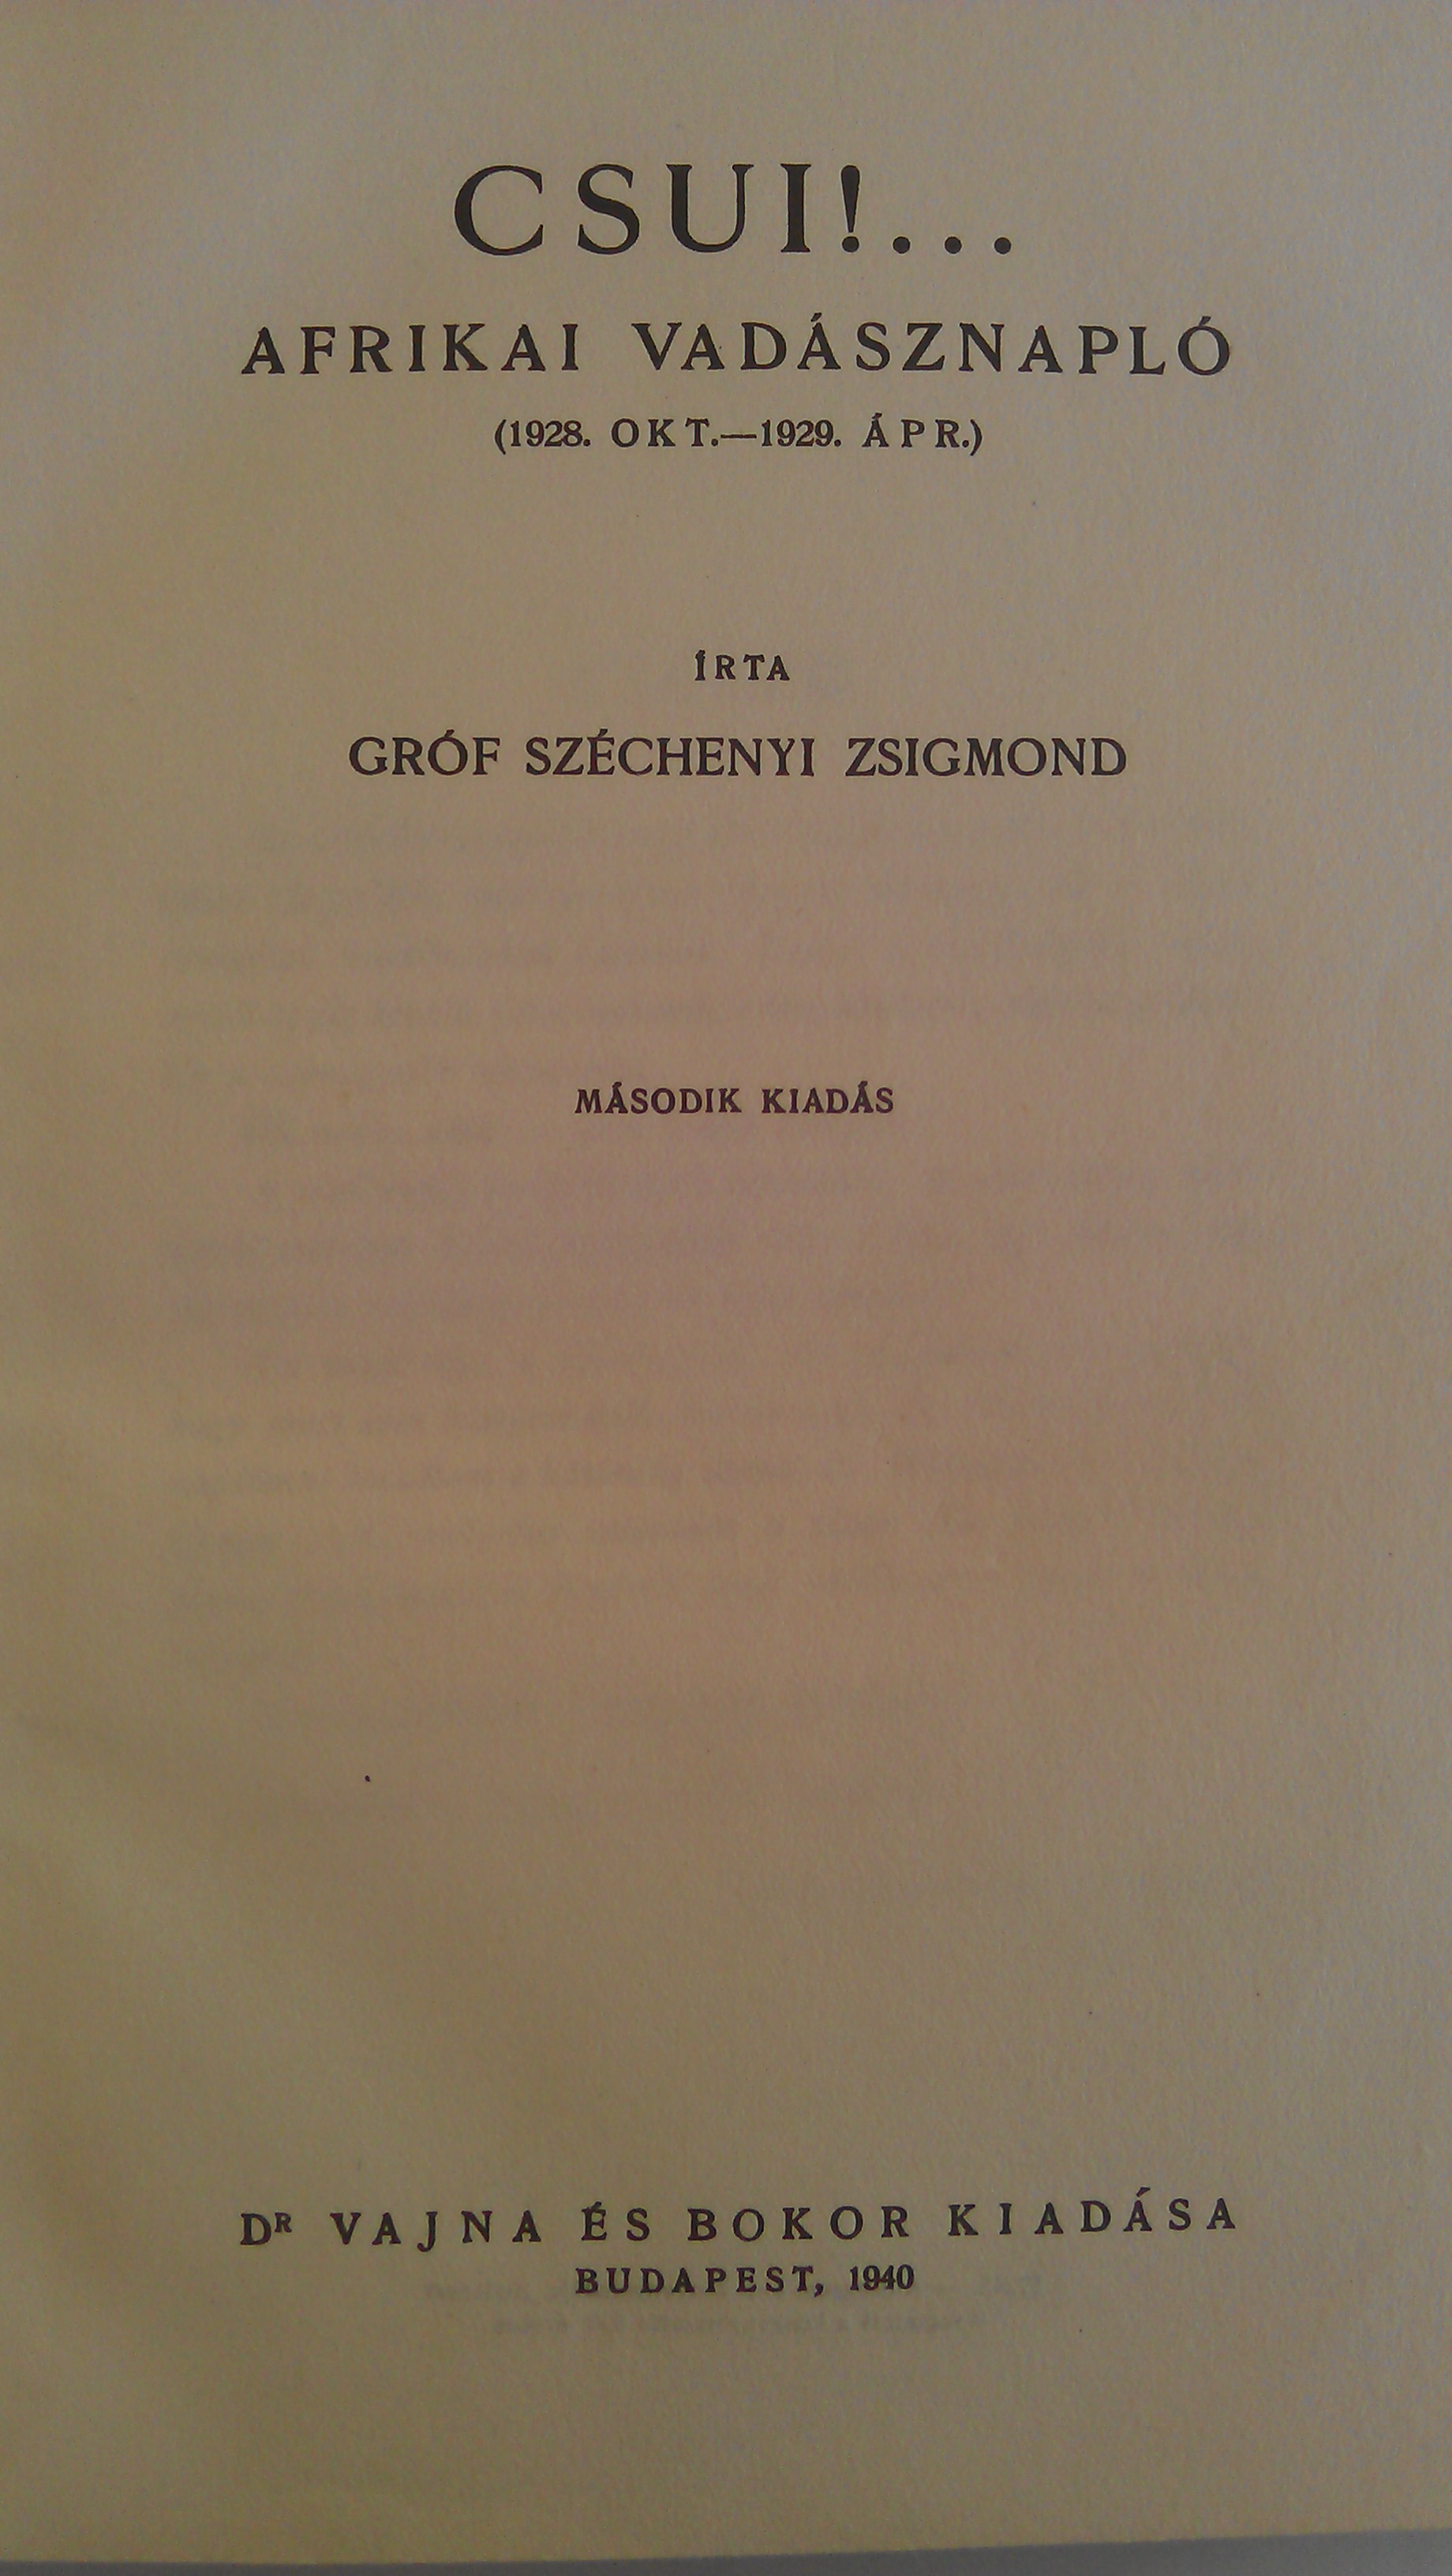 CSUI!...
AFRIKAI VADÁSZNAPLÓ
(1928. OKT.—1929. ÁPR.)
ÍRTA
GRÓF SZÉCHENYI ZSIGMOND
MÁSODIK KIADÁS
DR VAJNA ÉS BOKOR KIADÁSA
BUDAPEST, 1940